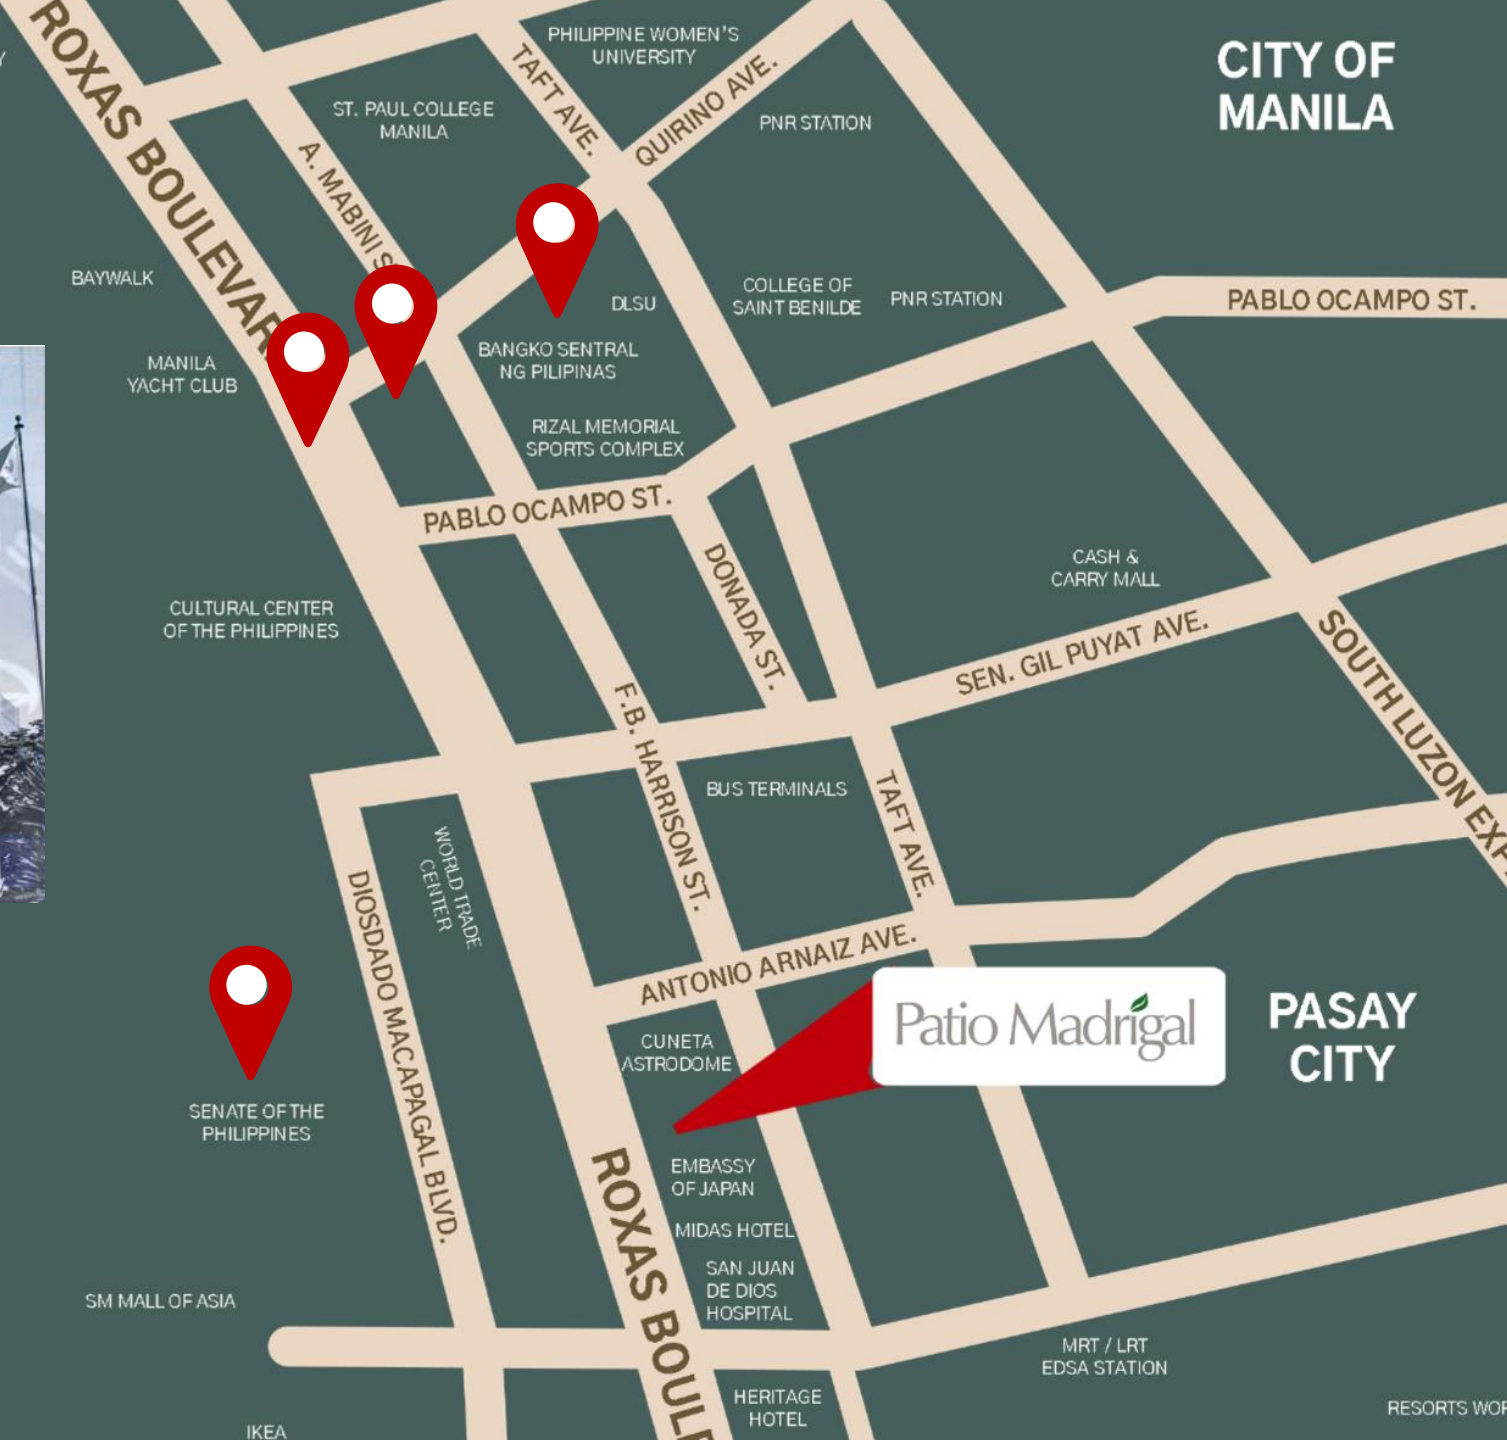 ROXAS BOULEVAR
PHILIPPINE WOMEN'S
UNIVERSITY
TAFT AVE.
QUIRINO AVE.
CITY OF
MANILA
ST. PAUL COLLEGE
MANILA
PNR STATION
A. MABINI S
BAYWALK
DLSU
COLLEGE OF
SAINT BENILDE
PNR STATION
PABLO OCAMPO ST.
MANILA
YACHT CLUB
BANGKO SENTRAL
NG PILIPINAS
RIZAL MEMORIAL
SPORTS COMPLEX
PABLO OCAMPO ST.
DONADA ST.
CASH &
CARRY MALL
CULTURAL CENTER
OF THE PHILIPPINES
SEN. GIL PUYAT AVE.
SOUTH LUZON EXP
F.B. HARRISON ST.
BUS TERMINALS
TAFT AVE.
WORLD TRADE
CENTER
DIOSDADO MACAPAGAL BLVD.
ANTONIO ARNAIZ AVE.
Patio Madrigal
PASAY
CITY
CUNETA
ASTRODOME
SENATE OF THE
PHILIPPINES
ROXAS BOUL
EMBASSY
OF JAPAN
MIDAS HOTEL
SAN JUAN
DE DIOS
HOSPITAL
SM MALL OF ASIA
MRT / LRT
EDSA STATION
HERITAGE
HOTEL
RESORTS WOR
IKEA